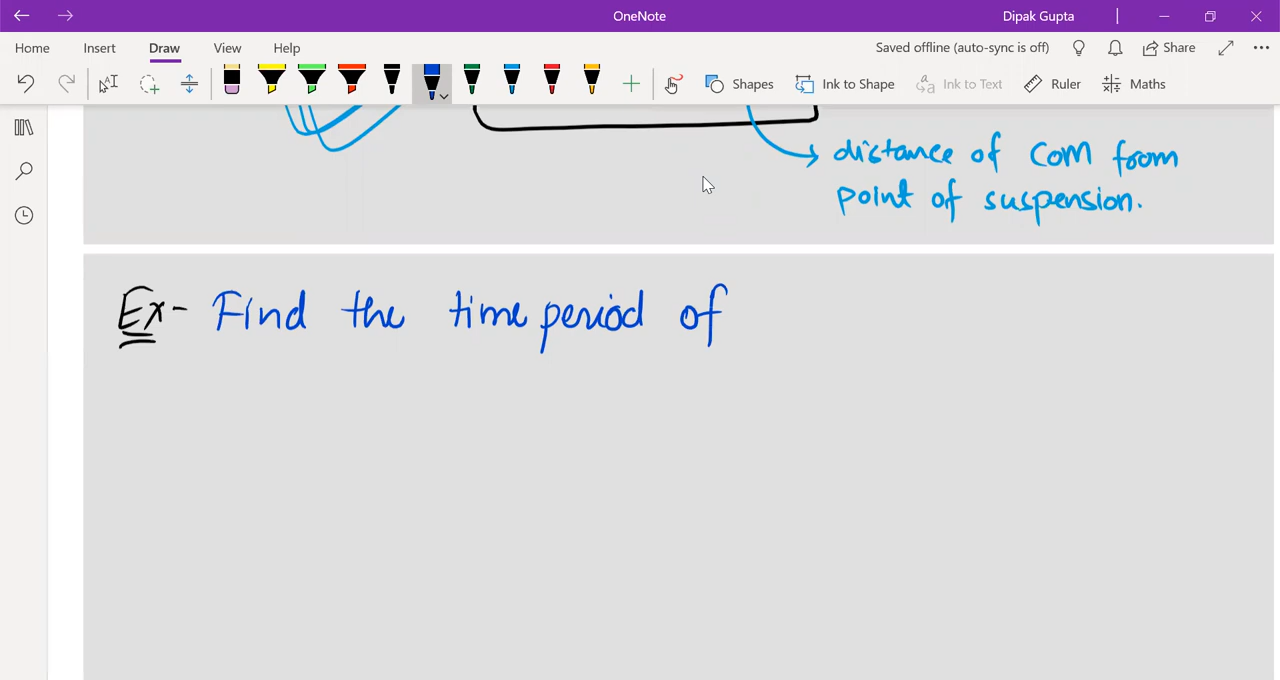 OneNote
Dipak Gupta
Home Insert Draw View Help
Saved offline (auto-sync is off)
Share
Shapes
Ink to Shape
Ink to Text
Ruler
Maths
distance of COM from
point of suspension.
Ex- Find the time period of